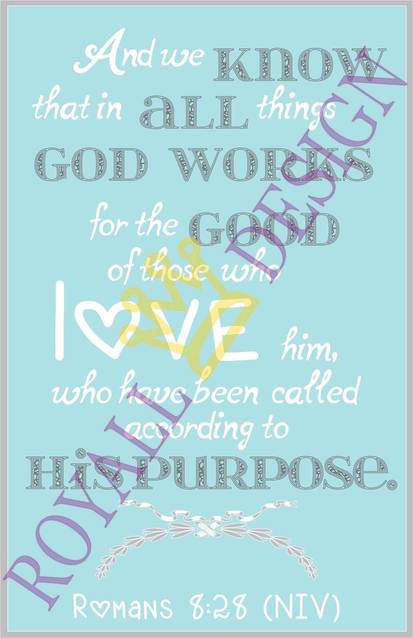 And we KNOW
that in ALL things
GOD WORKS
for the GOOD
of those who
lOVE him,
who have been called
according to
His PURPOSE.
Romans 8:28 (NIV)
ROYALL DESIGN